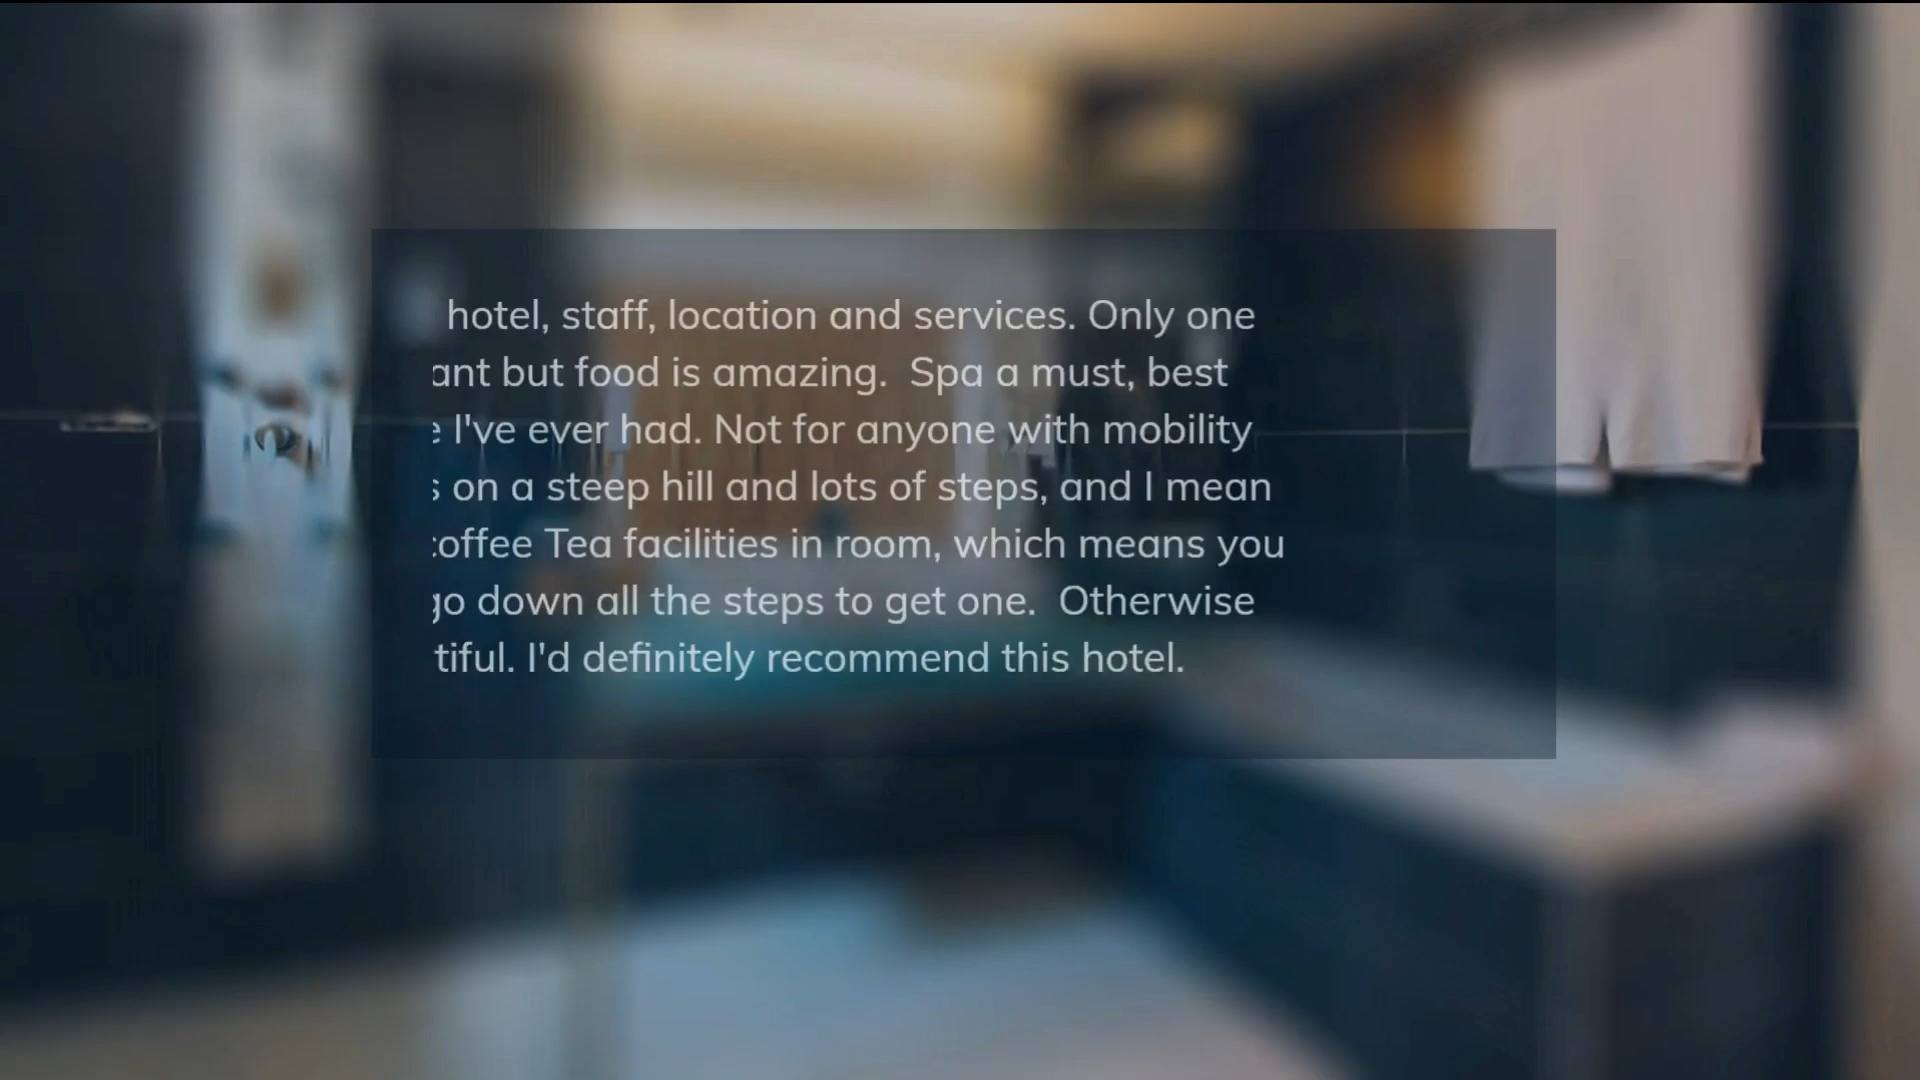 hotel, staff, location and services. Only one
but food is amazing. Spa a must, best
I've ever had. Not for anyone with mobility
on a steep hill and lots of steps, and I mean
Tea facilities in room, which means you
go down all the steps to get one. Otherwise
I'd definitely recommend this hotel.